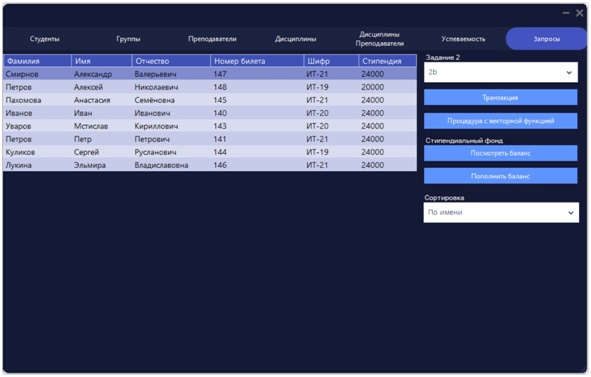 Студенты Группы Преподаватели Дисциплины Дисциплины Преподаватели Успеваемость Запросы
Фамилия Имя Отчество Номер билета Шифр Стипендия
Смирнов Александр Валерьевич 147 ИТ-21 24000
Петров Алексей Николаевич 148 ИТ-19 20000
Пахомова Анастасия Семёновна 145 ИТ-21 24000
Иванов Иван Иванович 140 ИТ-20 24000
Уваров Мстислав Кириллович 143 ИТ-20 24000
Петров Петр Петрович 141 ИТ-21 24000
Куликов Сергей Русланович 144 ИТ-19 24000
Лукина Эльмира Владиславовна 146 ИТ-21 24000
Задание 2
2b
Транзакция
Процедура с векторной функцией
Стипендиальный фонд
Посмотреть баланс
Пополнить баланс
Сортировка
По имени